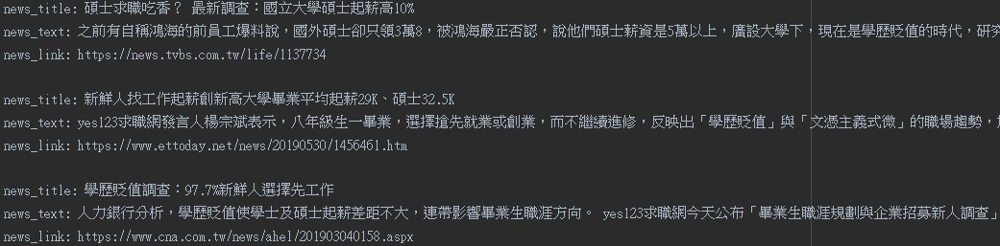 news_title: 碩士求職吃香？ 最新調查：國立大學碩士起薪高10%
news_text: 之前有自稱鴻海的前員工爆料說，國外碩士卻只領3萬8，被鴻海嚴正否認，說他們碩士薪資是5萬以上，廣設大學下，現在是學歷貶值的時代，研究
news_link: https://news.tvbs.com.tw/life/1137734
news_title: 新鮮人找工作起薪創新高大學畢業平均起薪29K、碩士32.5K
news_text: yes123求職網發言人楊宗斌表示，八年級生一畢業，選擇搶先就業或創業，而不繼續進修，反映出「學歷貶值」與「文憑主義式微」的職場趨勢，
news_link: https://www.ettoday.net/news/20190530/1456461.htm
news_title: 學歷貶值調查：97.7%新鮮人選擇先工作
news_text: 人力銀行分析，學歷貶值使學士及碩士起薪差距不大，連帶影響畢業生職涯方向。 yes123求職網今天公布「畢業生職涯規劃與企業招募新人調查」
news_link: https://www.cna.com.tw/news/ahel/201903040158.aspx